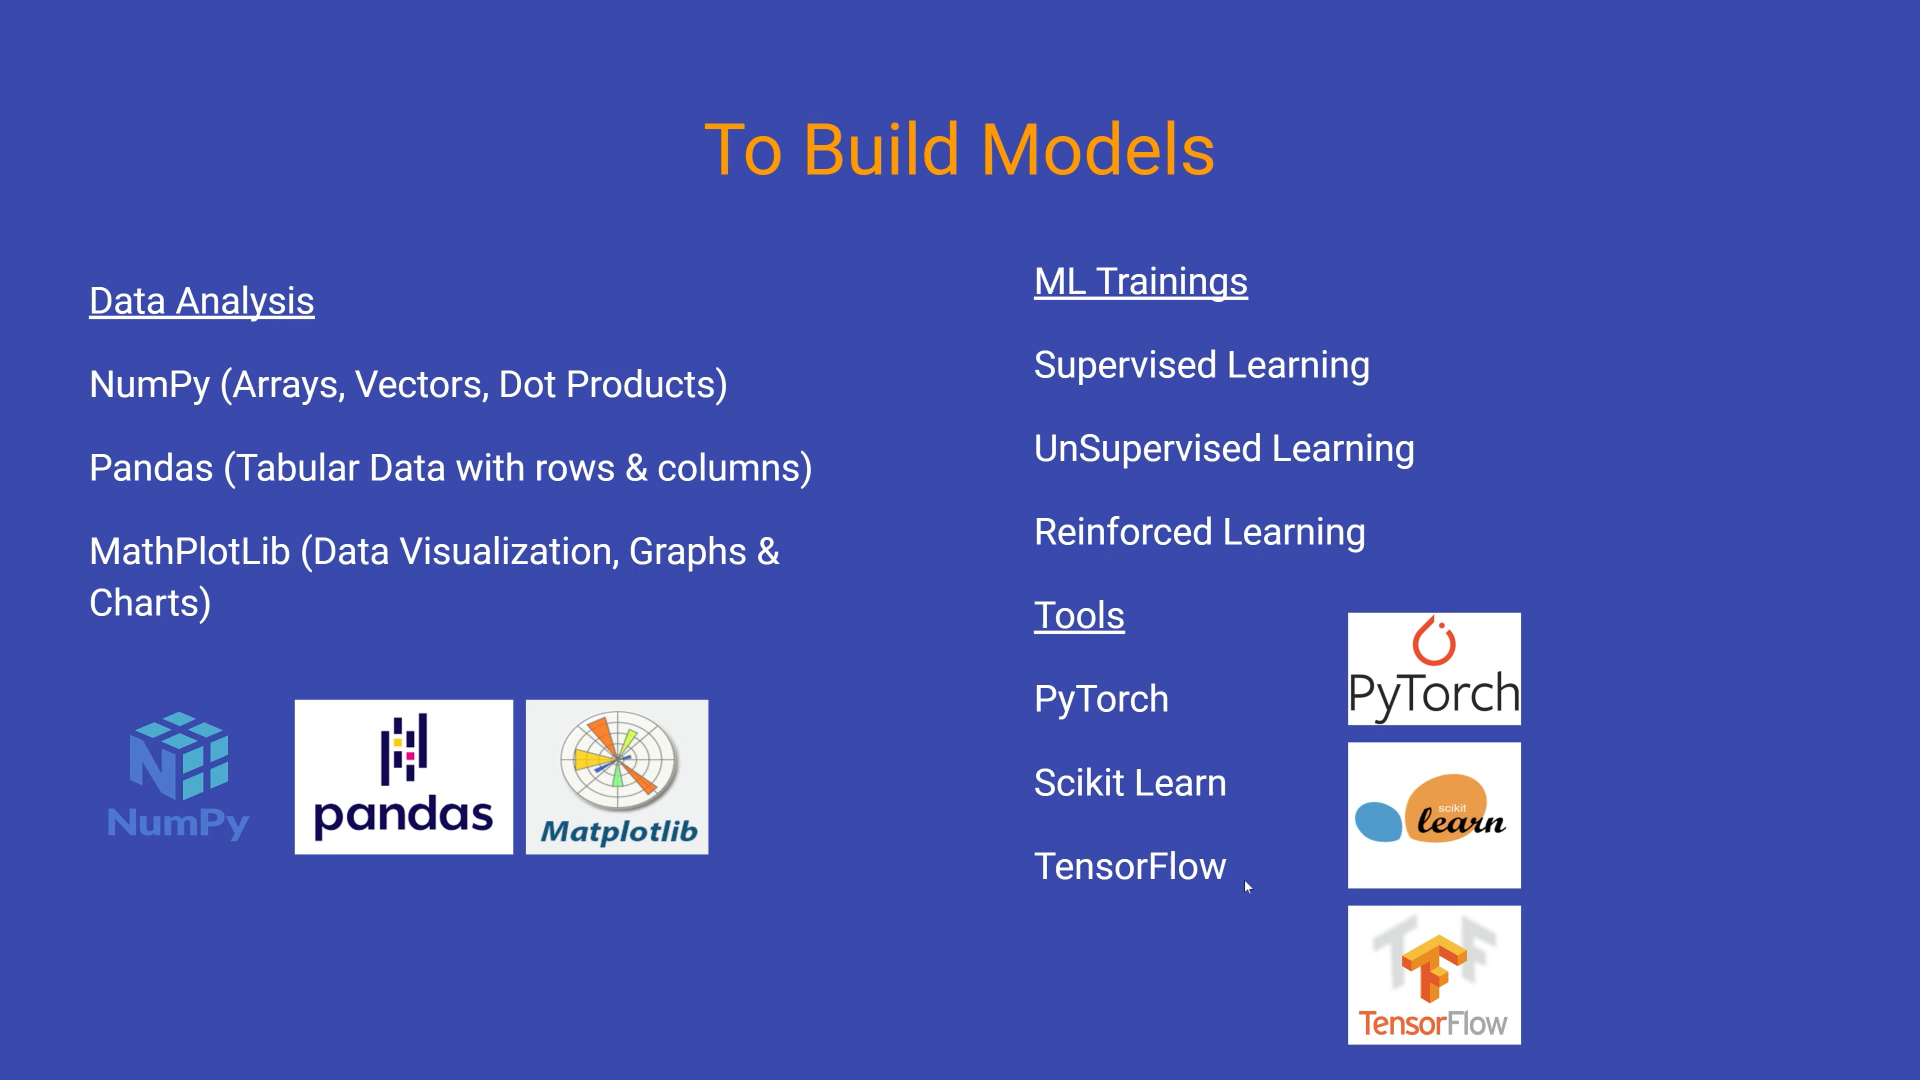 To Build Models
Data Analysis
NumPy (Arrays, Vectors, Dot Products)
Pandas (Tabular Data with rows & columns)
MathPlotLib (Data Visualization, Graphs &
Charts)
NumPy
pandas
Matplotlib
ML Trainings
Supervised Learning
UnSupervised Learning
Reinforced Learning
Tools
PyTorch
Scikit Learn
TensorFlow
PyTorch
scikit
learn
TensorFlow